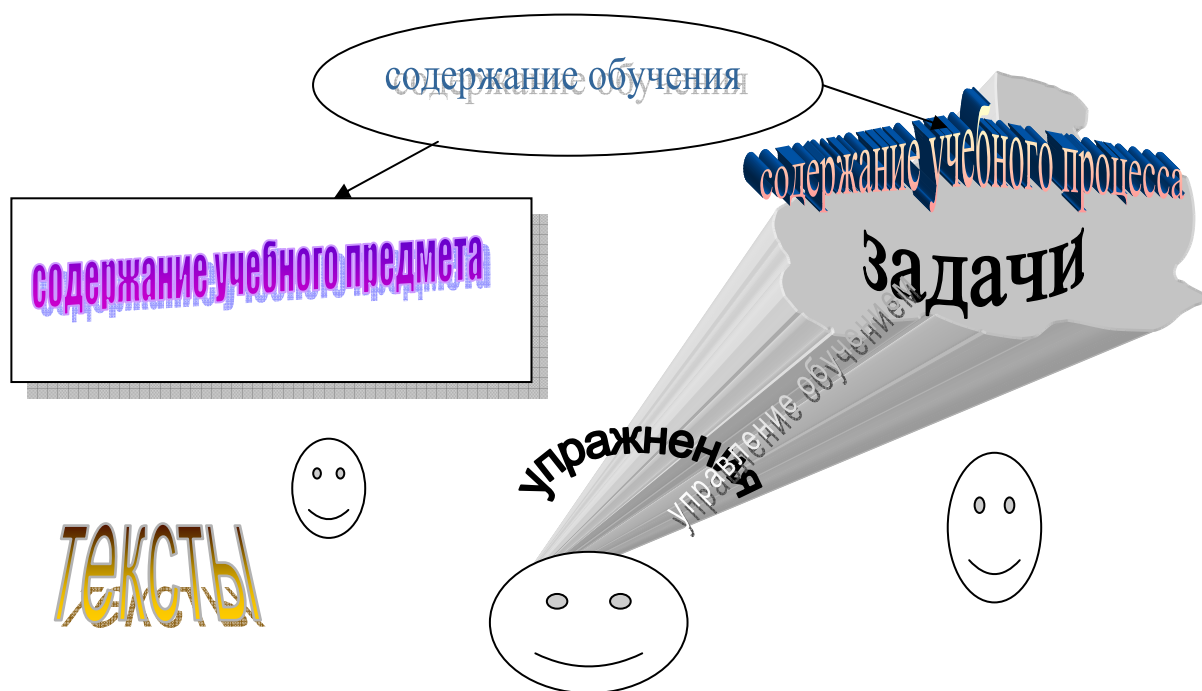 содержание обучения
содержание учебного процесса
содержание учебного предмета
задачи
управление обучением
упражнения
тексты